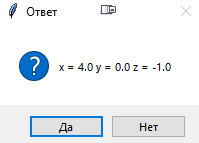 Ответ
x = 4.0 y = 0.0 z = -1.0
Да
Нет